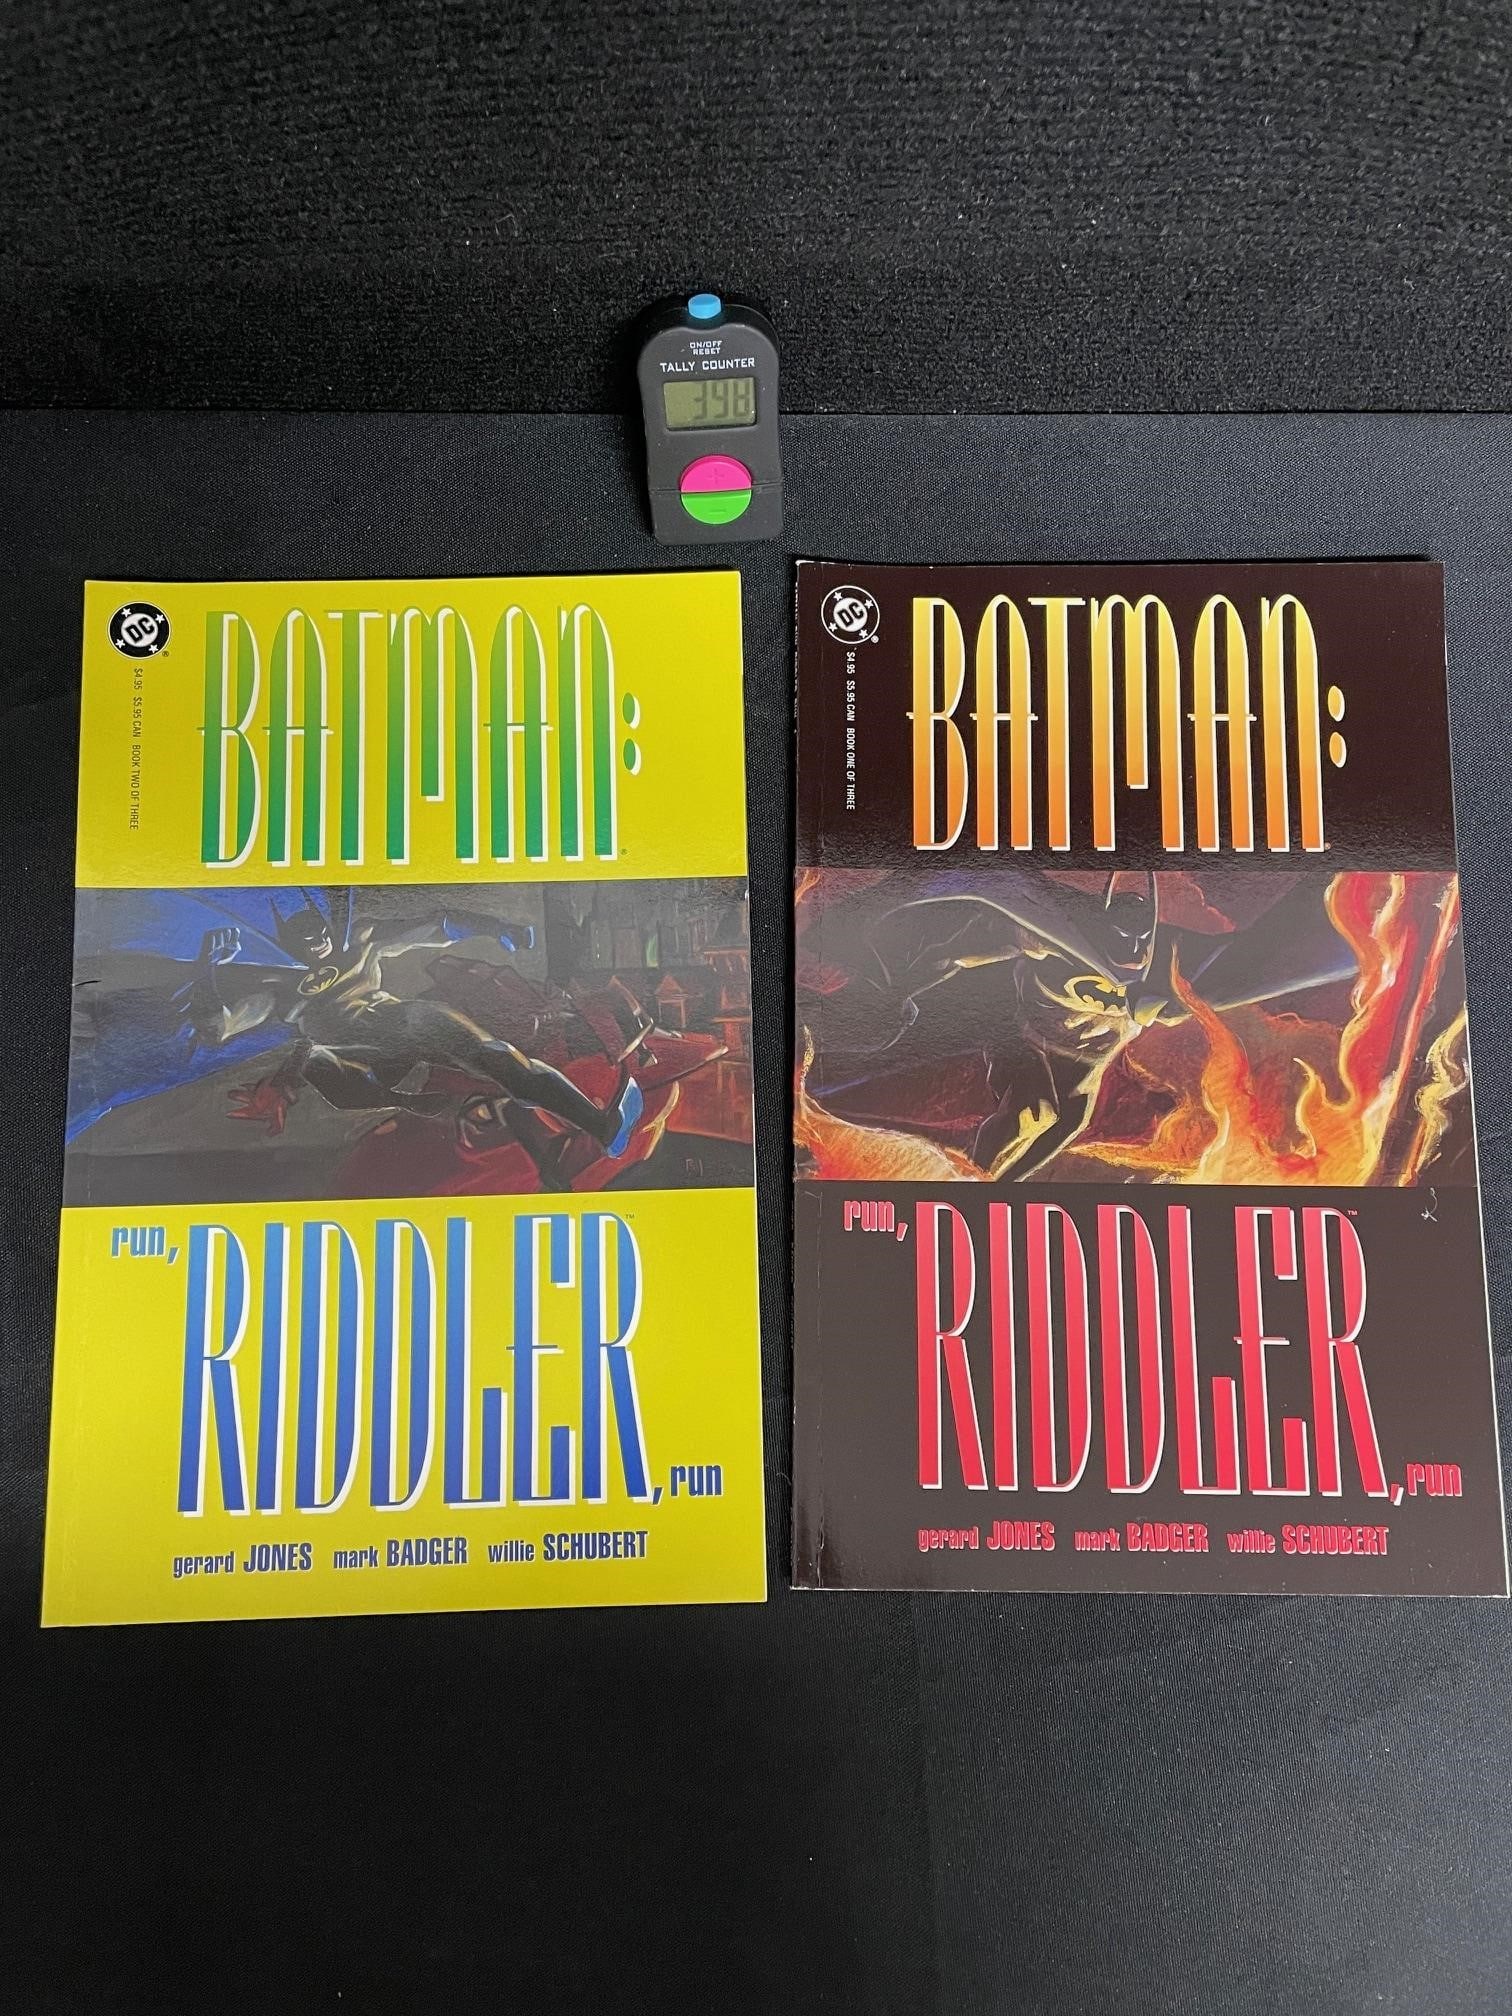 ON/OFF
RESET
TALLY COUNTER
398
DC
$4.95 $5.95 CAN BOOK TWO OF THREE
BATMAN:
run,
RIDDLER™
, run
gerard JONES mark BADGER willie SCHUBERT
DC
$4.95 $5.95 CAN BOOK ONE OF THREE
BATMAN:
run,
RIDDLER™
, run
gerard JONES mark BADGER willie SCHUBERT